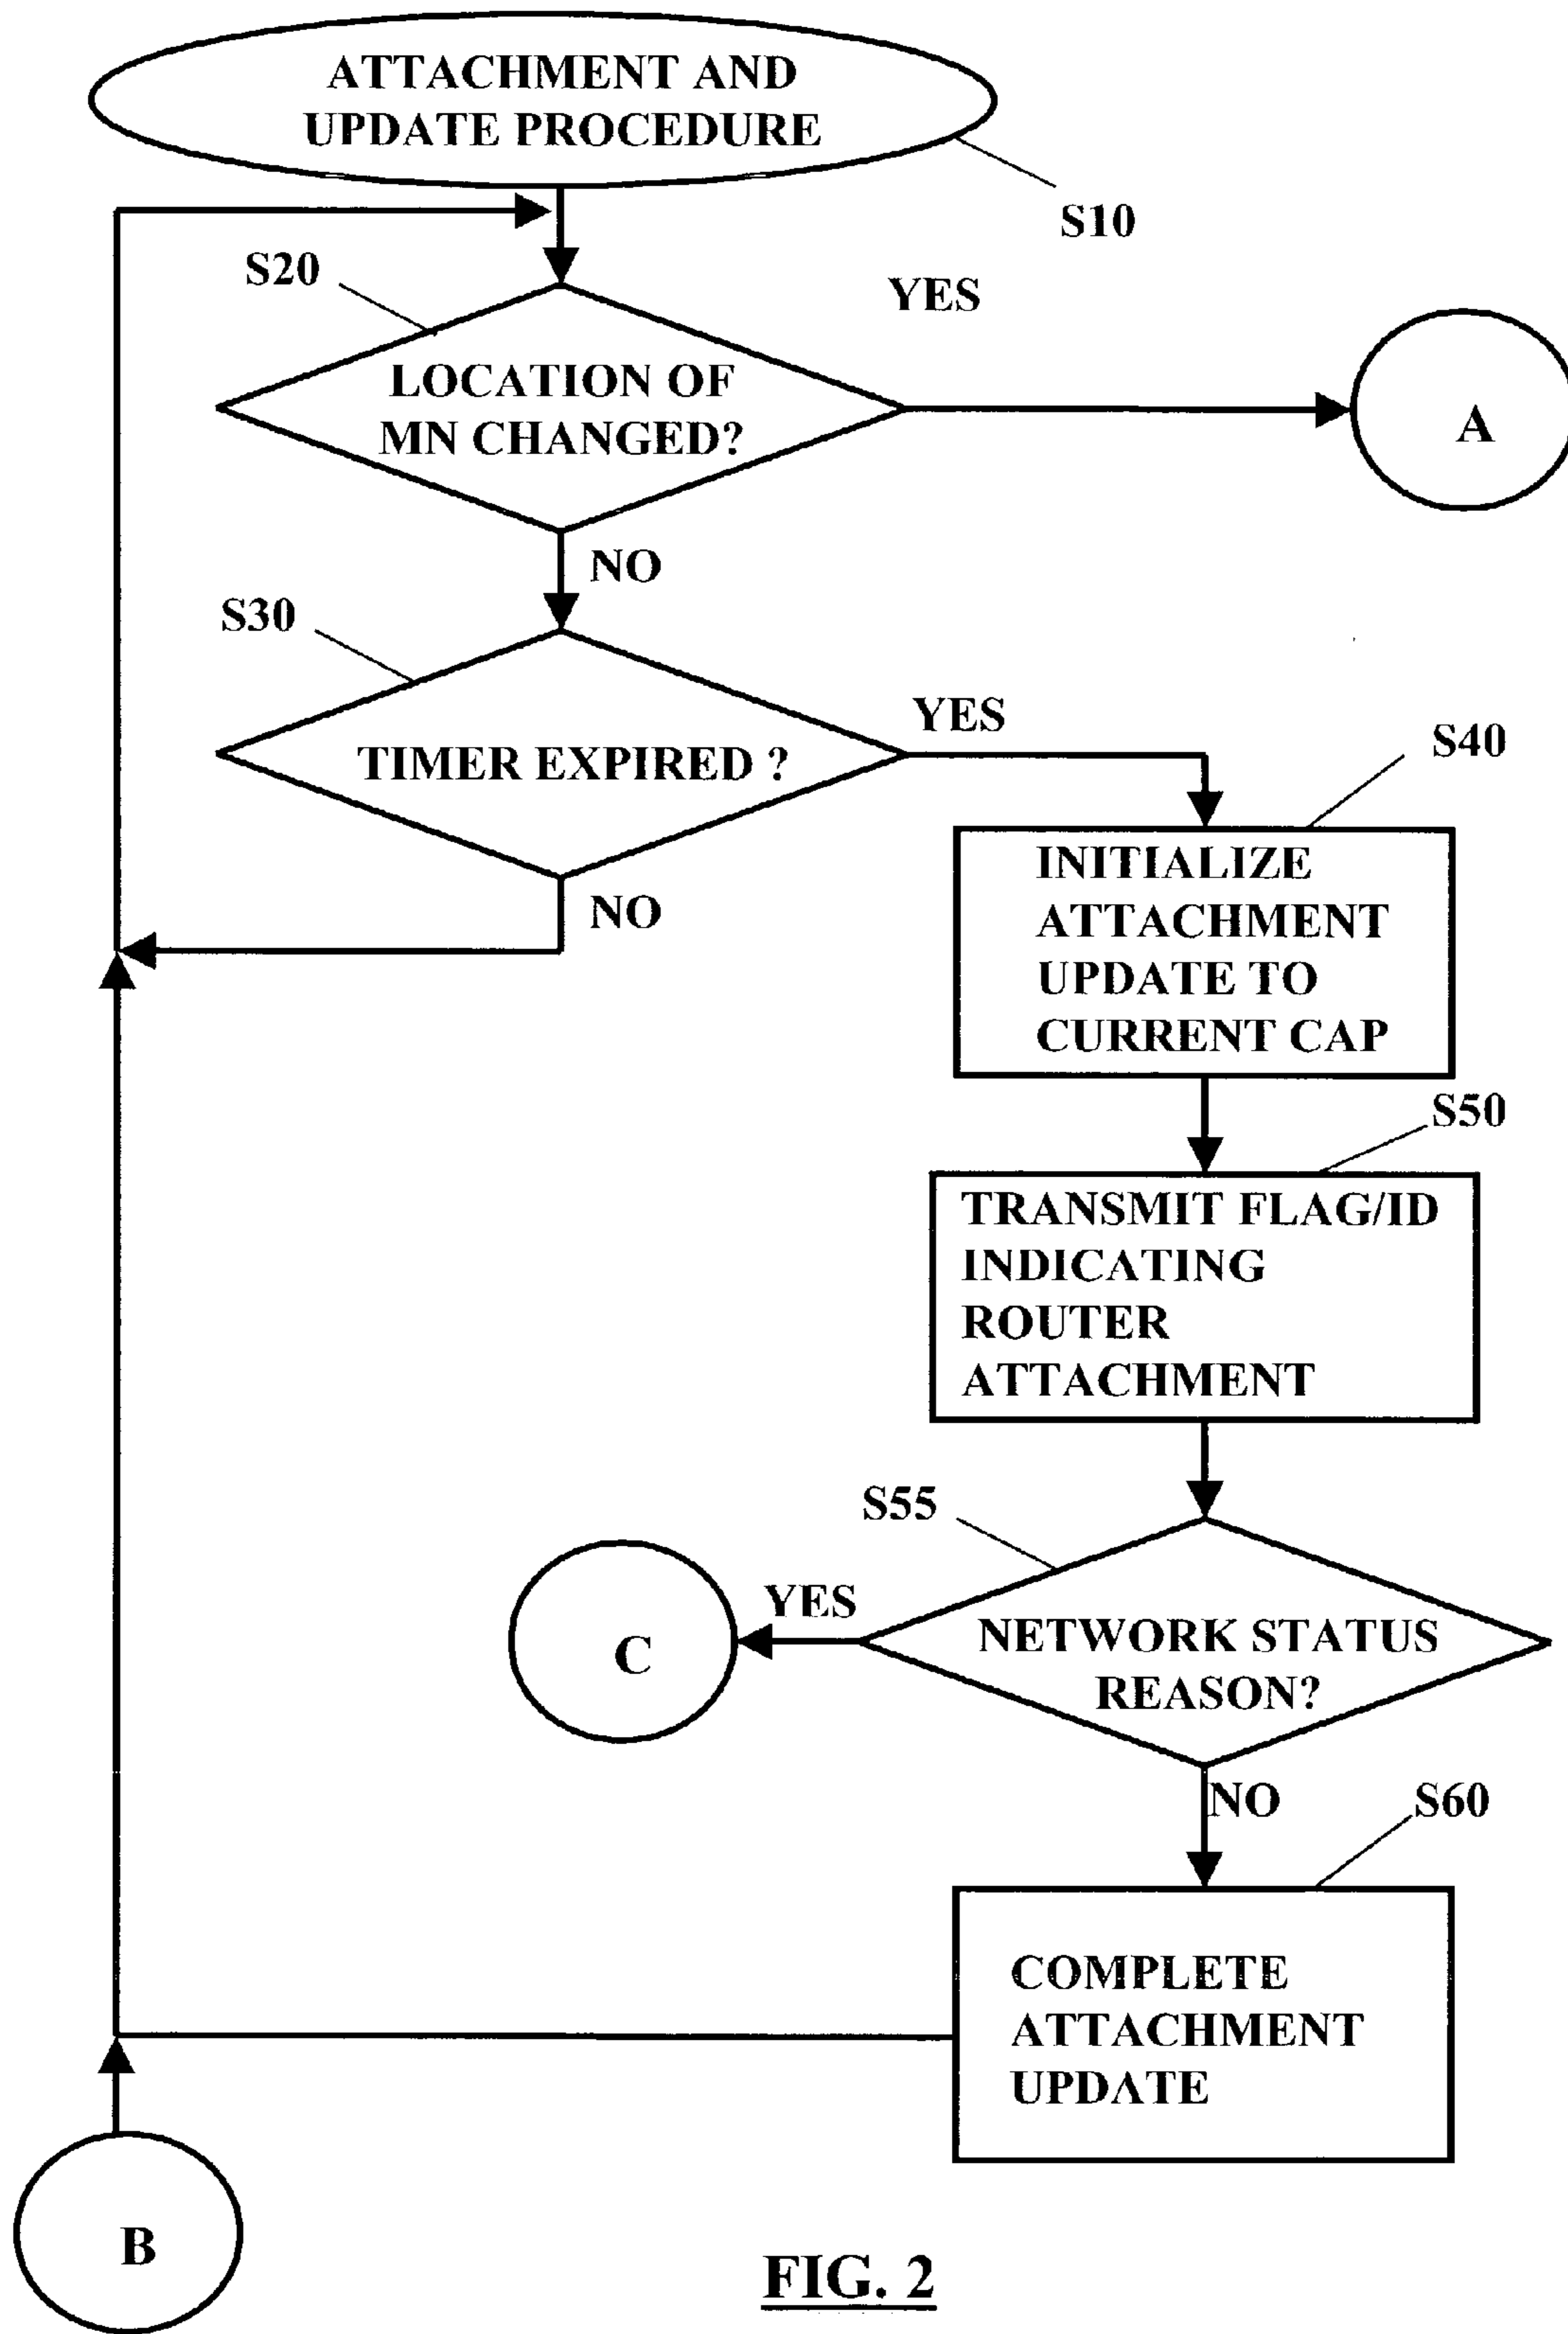 ATTACHMENT AND
UPDATE PROCEDURE
S10
S20
YES
LOCATION OF
MN CHANGED?
A
NO
S30
YES
TIMER EXPIRED ?
S40
NO
INITIALIZE
ATTACHMENT
UPDATE TO
CURRENT CAP
S50
TRANSMIT FLAG/ID
INDICATING
ROUTER
ATTACHMENT
S55
YES
C
NETWORK STATUS
REASON?
NO
S60
COMPLETE
ATTACHMENT
UPDATE
B
FIG. 2